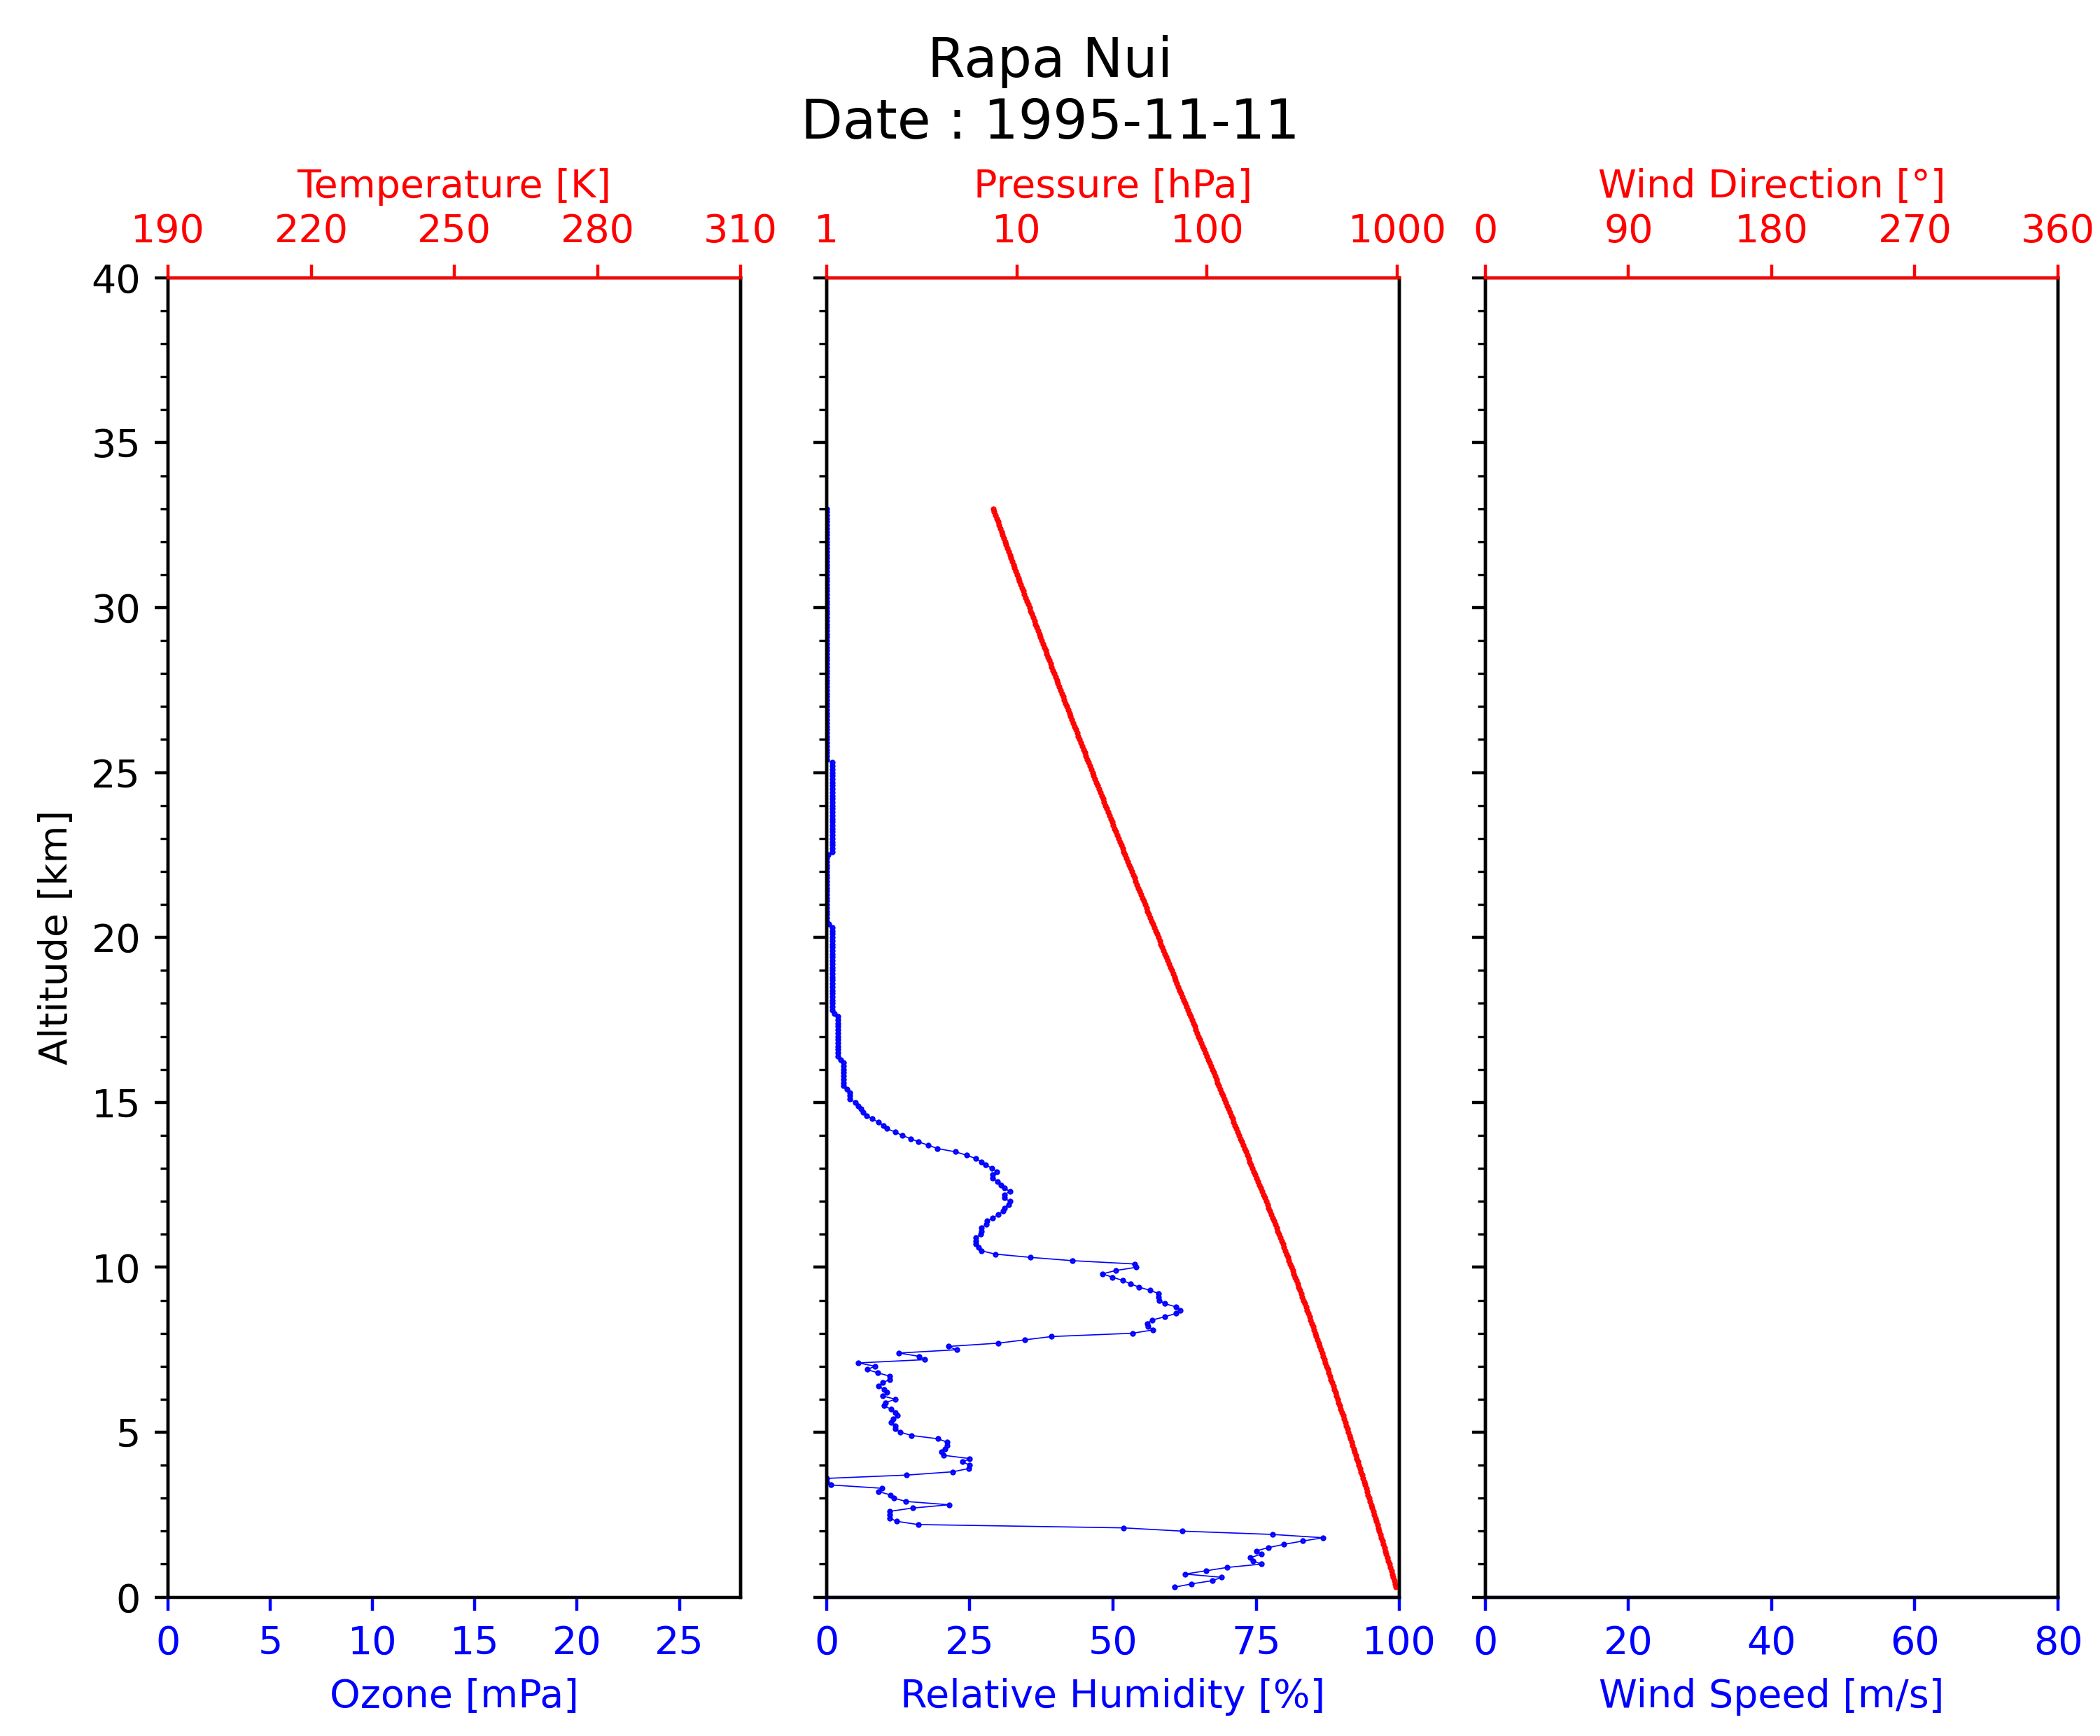 Rapa Nui
Date : 1995-11-11
Temperature [K]
190 220 250 280 310
Pressure [hPa]
1 10 100 1000
Wind Direction [°]
0 90 180 270 360
Altitude [km]
40
35
30
25
20
15
10
5
0
0 5 10 15 20 25
Ozone [mPa]
0 25 50 75 100
Relative Humidity [%]
0 20 40 60 80
Wind Speed [m/s]